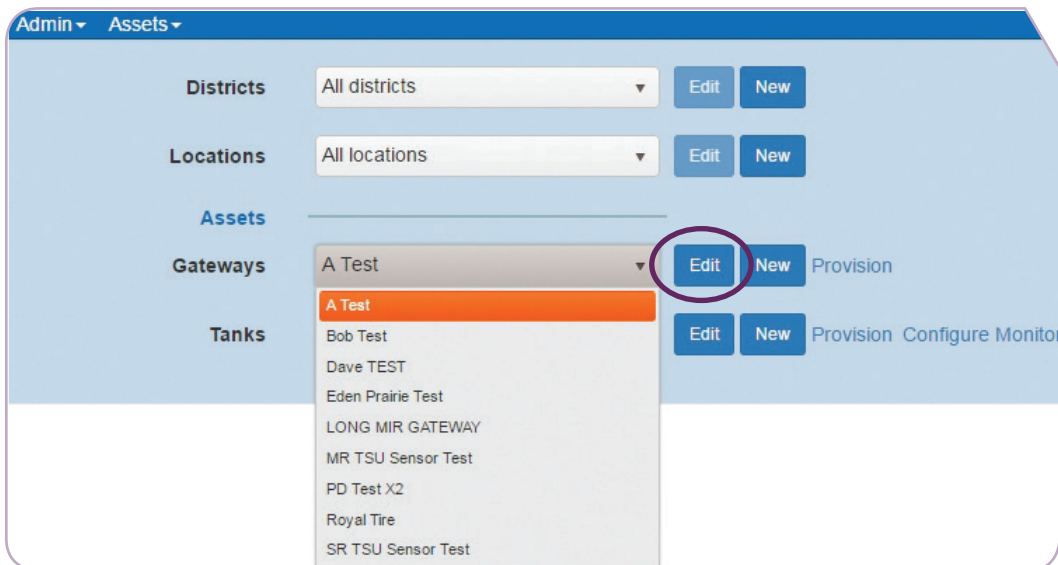 Admin Assets
Districts All districts Edit New
Locations All locations Edit New
Assets
Gateways A Test Edit New Provision
A Test
Tanks Bob Test Edit New Provision Configure Monitor
Dave TEST
Eden Prairie Test
LONG MIR GATEWAY
MR TSU Sensor Test
PD Test X2
Royal Tire
SR TSU Sensor Test